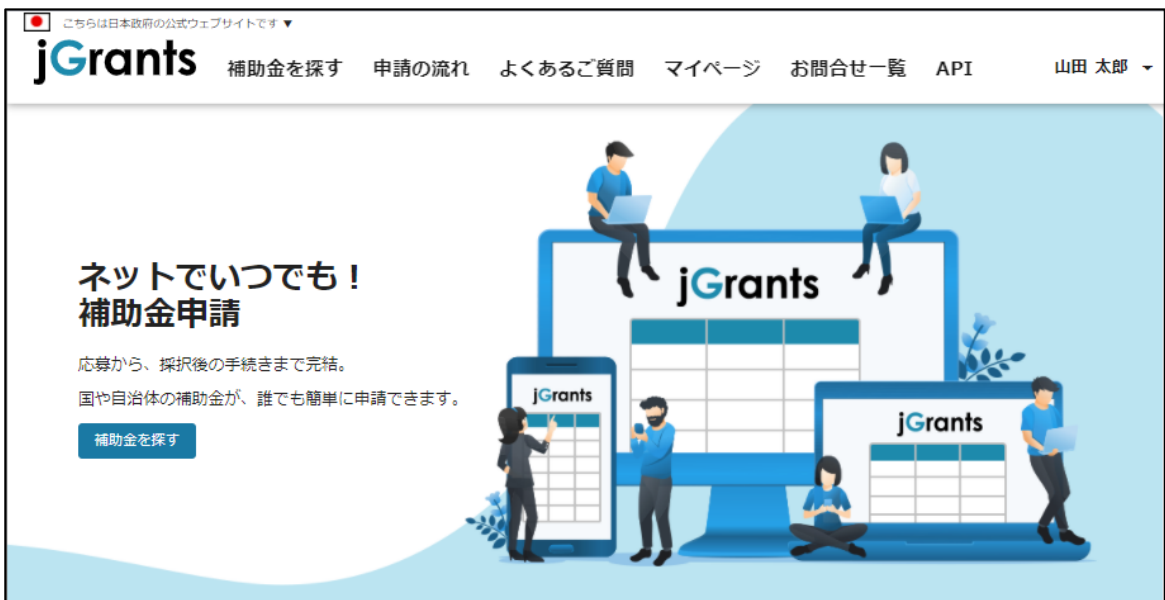 こちらは日本政府の公式ウェブサイトです ▼
jGrants 補助金を探す 申請の流れ よくあるご質問 マイページ お問合せ一覧 API 山田 太郎
jGrants
ネットでいつでも！
補助金申請
応募から、採択後の手続きまで完結。
国や自治体の補助金が、誰でも簡単に申請できます。
補助金を探す
jGrants
jGrants